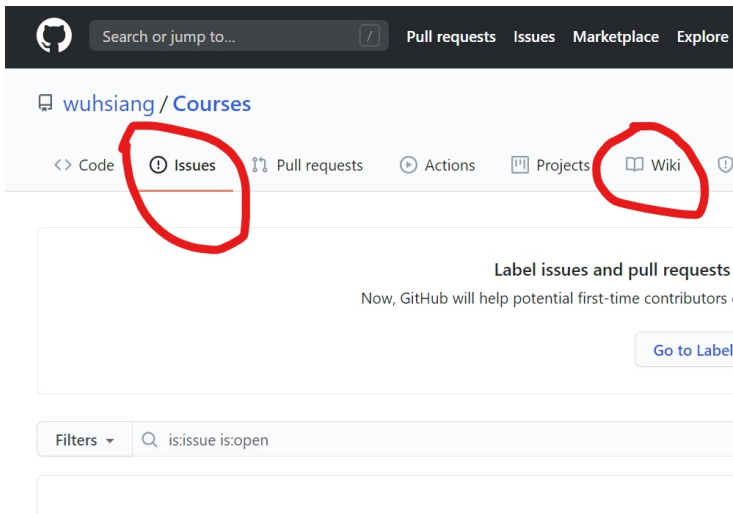 Search or jump to... / Pull requests Issues Marketplace Explore
wuhsiang / Courses
<> Code Issues Pull requests Actions Projects Wiki
Label issues and pull requests
Now, GitHub will help potential first-time contributors
Go to Label
Filters is:issue is:open